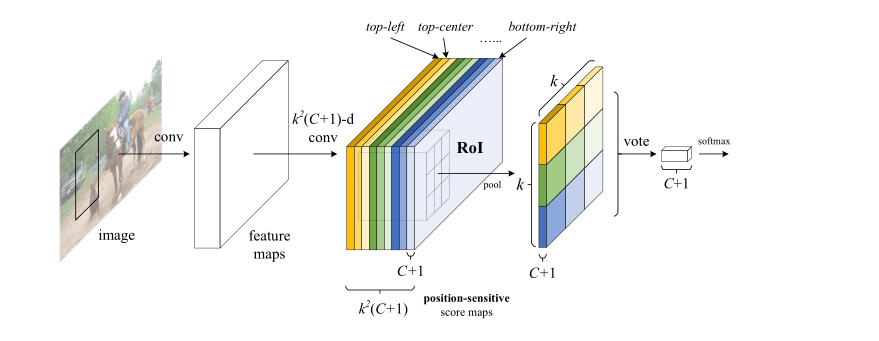 top-left top-center ...... bottom-right
k
k²(C+1)-d
conv
conv
RoI
vote
softmax
pool
k
C+1
image
feature
maps
C+1
C+1
k²(C+1)
position-sensitive
score maps